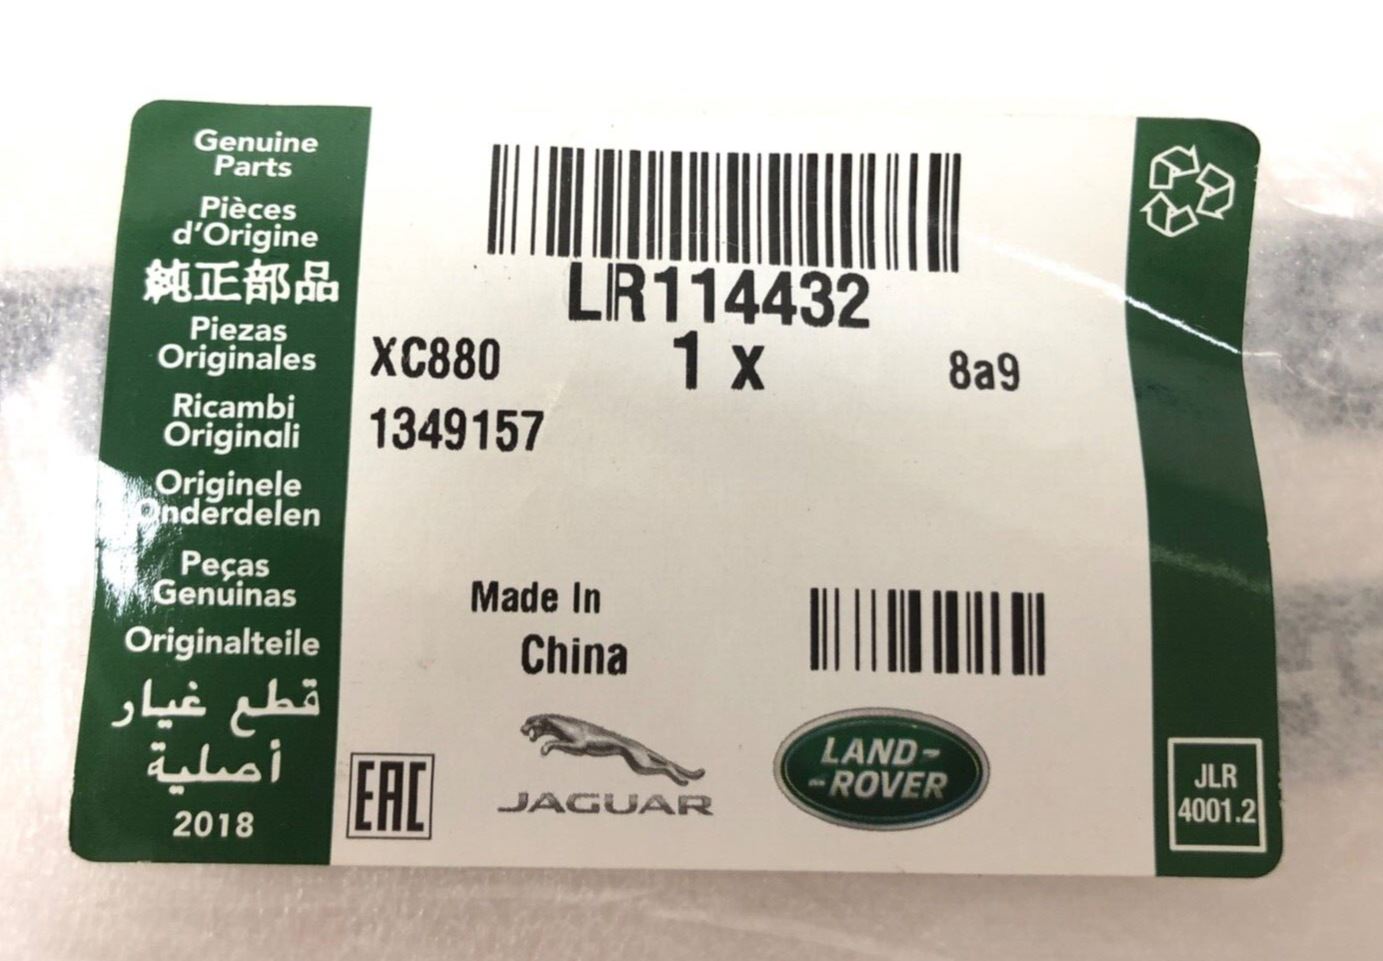 Genuine
Parts
Pièces
d'Origine
純正部品
Piezas
Originales
Ricambi
Originali
Originele
Onderdelen
Peças
Genuinas
Originalteile
قطع غيار
أصلية
2018
LR114432
XC880
1 x
8a9
1349157
Made In
China
EAC
JAGUAR
LAND-
-ROVER
JLR
4001.2